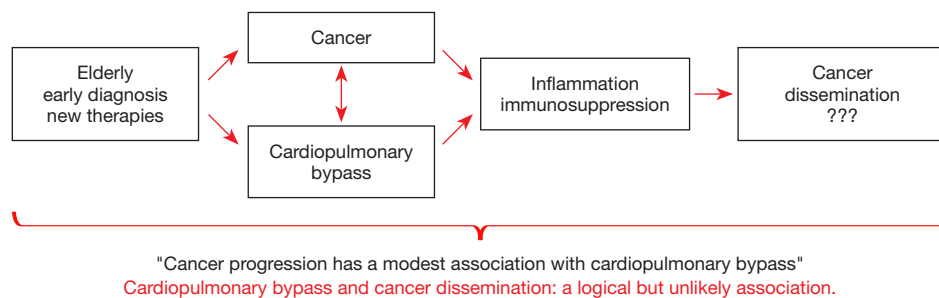 Elderly
early diagnosis
new therapies
Cancer
Cardiopulmonary
bypass
Inflammation
immunosuppression
Cancer
dissemination
???
"Cancer progression has a modest association with cardiopulmonary bypass"
Cardiopulmonary bypass and cancer dissemination: a logical but unlikely association.